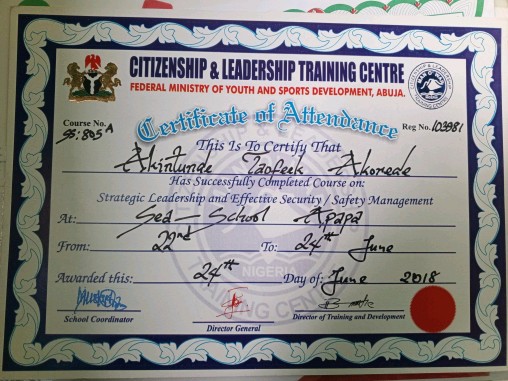 CITIZENSHIP & LEADERSHIP TRAINING CENTRE
FEDERAL MINISTRY OF YOUTH AND SPORTS DEVELOPMENT, ABUJA.
Certificate of Attendance
Course No. SS:805A
Reg No. 103981
This Is To Certify That
Akintunde Taofeek Akorede
Has Successfully Completed Course on:
Strategic Leadership and Effective Security / Safety Management
At: Sea-School Apapa
From: 22nd To: 24th June
Awarded this: 24th Day of: June 2018
School Coordinator
Director General
Director of Training and Development
NIGERIA